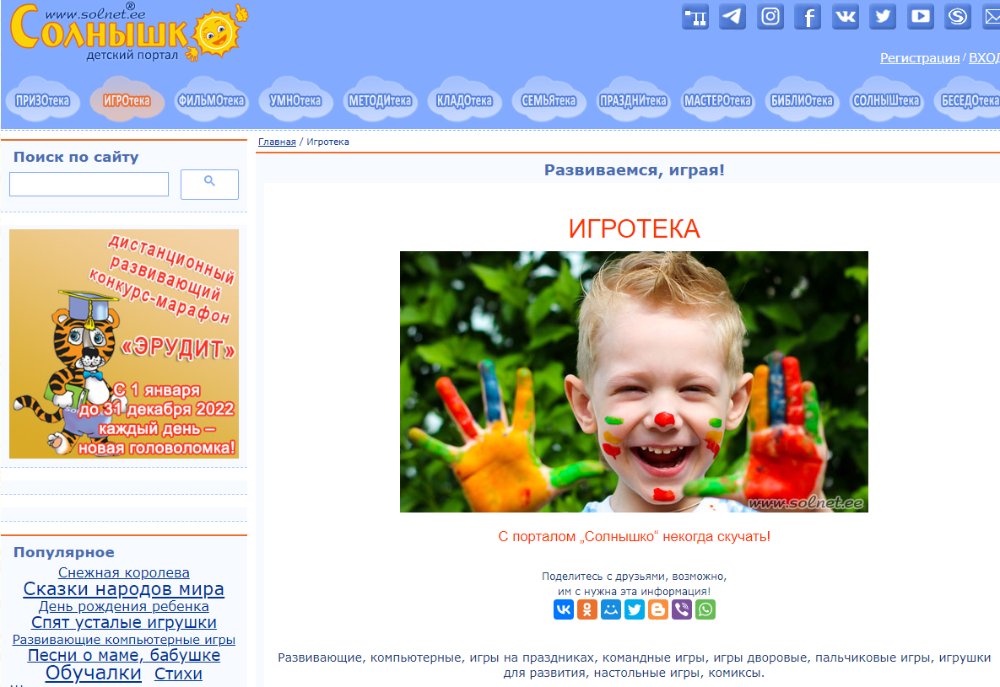 www.solnet.ee®
Солнышко
детский портал
Регистрация / ВХОД
ПРИЗОтека
ИГРОтека
ФИЛЬМОтека
УМНОтека
МЕТОДИтека
КЛАДОтека
СЕМЬЯтека
ПРАЗДНИтека
МАСТЕРОтека
БИБЛИОтека
СОЛНЫШтека
БЕСЕДОтека
Поиск по сайту
дистанционный
развивающий
конкурс-марафон
«ЭРУДИТ»
С 1 января
до 31 декабря 2022
каждый день –
новая головоломка!
Популярное
Снежная королева
Сказки народов мира
День рождения ребенка
Спят усталые игрушки
Развивающие компьютерные игры
Песни о маме, бабушке
Обучалки Стихи
Главная / Игротека
Развиваемся, играя!
ИГРОТЕКА
www.solnet.ee
С порталом „Солнышко“ некогда скучать!
Поделитесь с друзьями, возможно,
им с нужна эта информация!
Развивающие, компьютерные, игры на праздниках, командные игры, игры дворовые, пальчиковые игры, игрушки
для развития, настольные игры, комиксы.